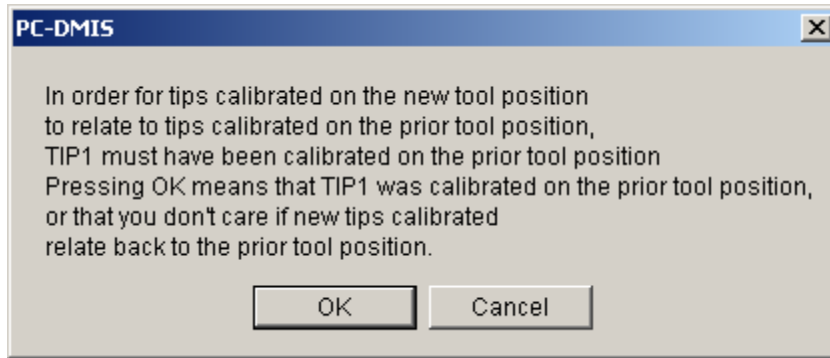 PC-DMIS
In order for tips calibrated on the new tool position
to relate to tips calibrated on the prior tool position,
TIP1 must have been calibrated on the prior tool position
Pressing OK means that TIP1 was calibrated on the prior tool position,
or that you don't care if new tips calibrated
relate back to the prior tool position.
OK Cancel